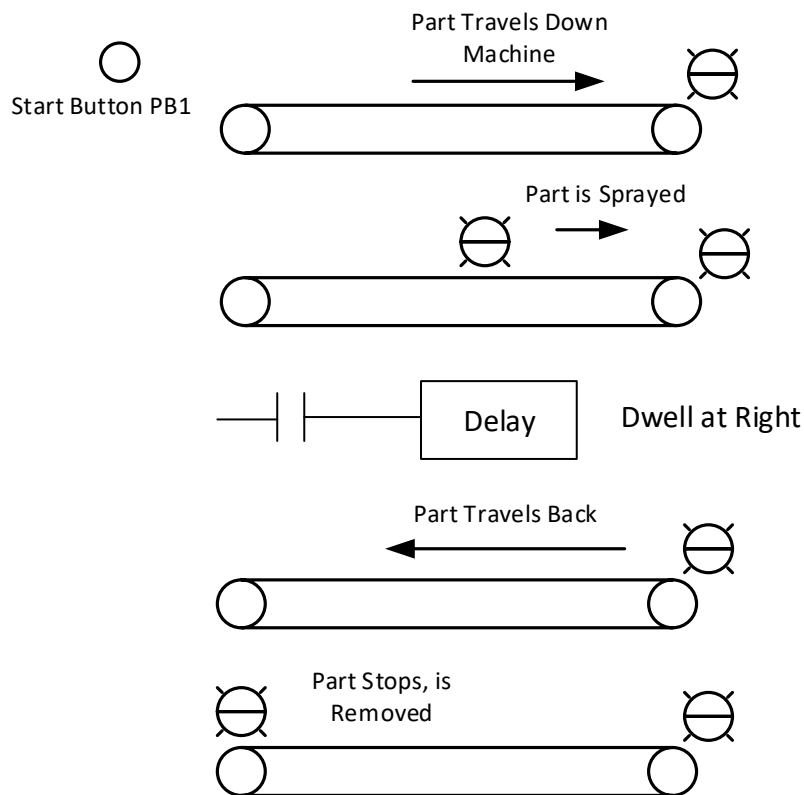 Part Travels Down
Machine
Start Button PB1
Part is Sprayed
Delay
Dwell at Right
Part Travels Back
Part Stops, is
Removed